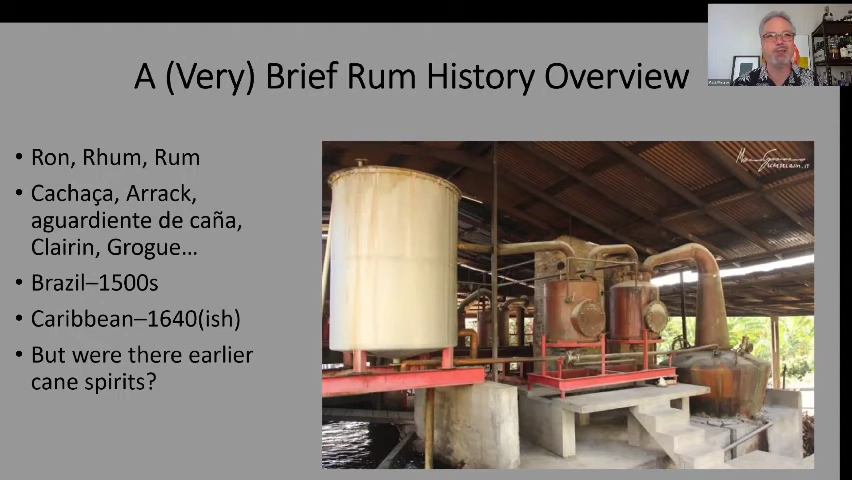 A (Very) Brief Rum History Overview
• Ron, Rhum, Rum
• Cachaça, Arrack,
aguardiente de caña,
Clairin, Grogue…
• Brazil–1500s
• Caribbean–1640(ish)
• But were there earlier
cane spirits?